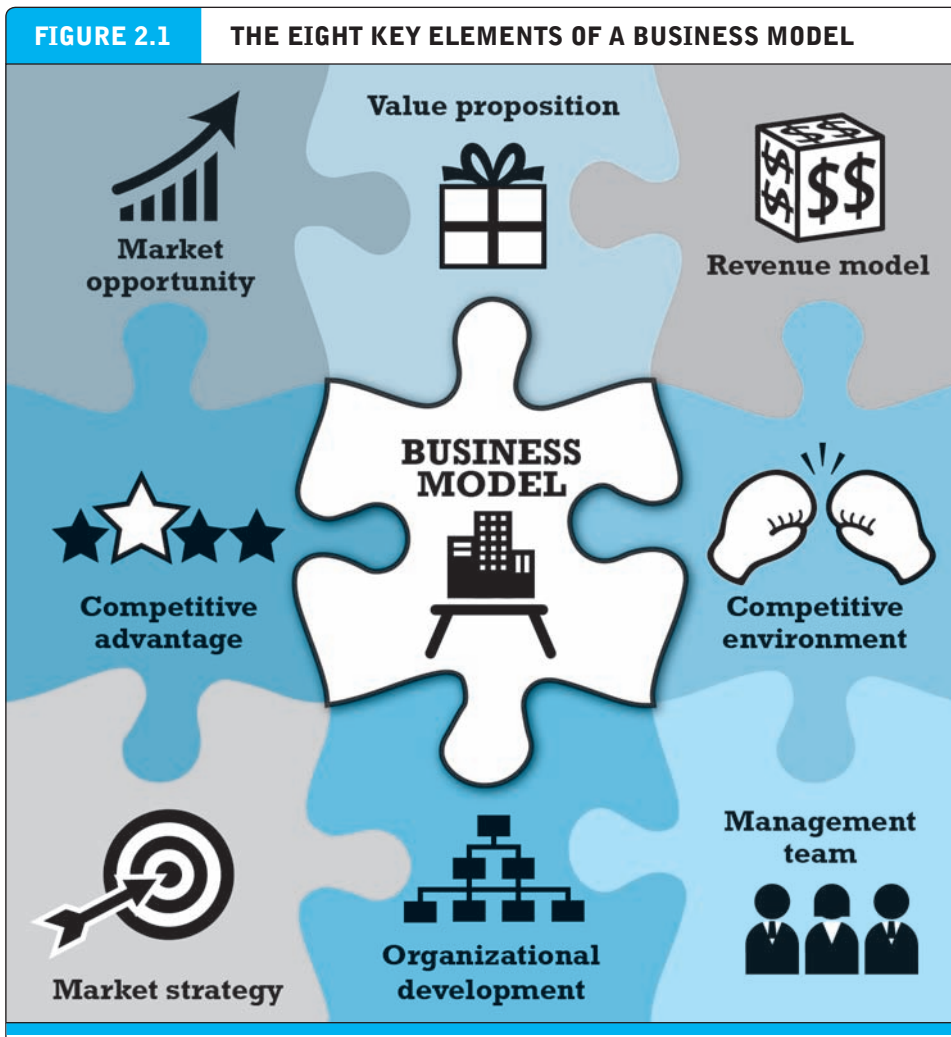 FIGURE 2.1
THE EIGHT KEY ELEMENTS OF A BUSINESS MODEL
Value proposition
$$
$$
$$
Market
opportunity
Revenue model
BUSINESS
MODEL
Competitive
advantage
Competitive
environment
Management
team
Market strategy
Organizational
development